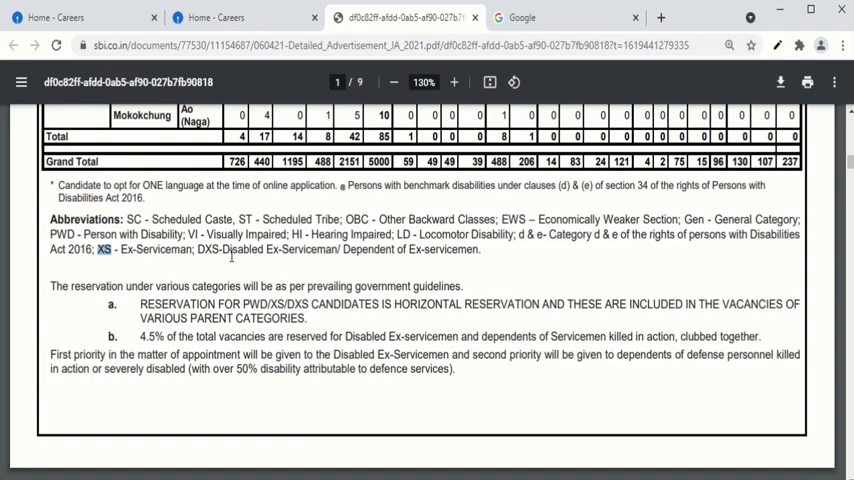 Home - Careers
Home - Careers
df0c82ff-afdd-0ab5-af90-027b7f
Google
sbi.co.in/documents/77530/11154687/060421-Detailed_Advertisement_JA_2021.pdf/df0c82ff-afdd-0ab5-af90-027b7fb90818?t=1619441279335
df0c82ff-afdd-0ab5-af90-027b7fb90818
1 / 9
130%
Mokokchung Ao (Naga) 0 4 0 1 5 10 0 0 0 0 1 0 0 0 0 0 0 0 0 0 0 0 0 0
Total 4 17 14 8 42 85 1 0 0 0 8 1 0 0 0 0 0 0 0 0 0 0 0 0
Grand Total 726 440 1195 488 2151 5000 59 49 49 39 488 206 14 83 24 121 4 2 75 15 96 130 107 237
* Candidate to opt for ONE language at the time of online application. @ Persons with benchmark disabilities under clauses (d) & (e) of section 34 of the rights of Persons with
Disabilities Act 2016.
Abbreviations: SC - Scheduled Caste, ST - Scheduled Tribe; OBC - Other Backward Classes; EWS – Economically Weaker Section; Gen - General Category;
PWD - Person with Disability; VI - Visually Impaired; HI - Hearing Impaired; LD - Locomotor Disability; d & e- Category d & e of the rights of persons with Disabilities
Act 2016; XS - Ex-Serviceman; DXS-Disabled Ex-Serviceman/ Dependent of Ex-servicemen.
The reservation under various categories will be as per prevailing government guidelines.
a. RESERVATION FOR PWD/XS/DXS CANDIDATES IS HORIZONTAL RESERVATION AND THESE ARE INCLUDED IN THE VACANCIES OF
VARIOUS PARENT CATEGORIES.
b. 4.5% of the total vacancies are reserved for Disabled Ex-servicemen and dependents of Servicemen killed in action, clubbed together.
First priority in the matter of appointment will be given to the Disabled Ex-Servicemen and second priority will be given to dependents of defense personnel killed
in action or severely disabled (with over 50% disability attributable to defence services).